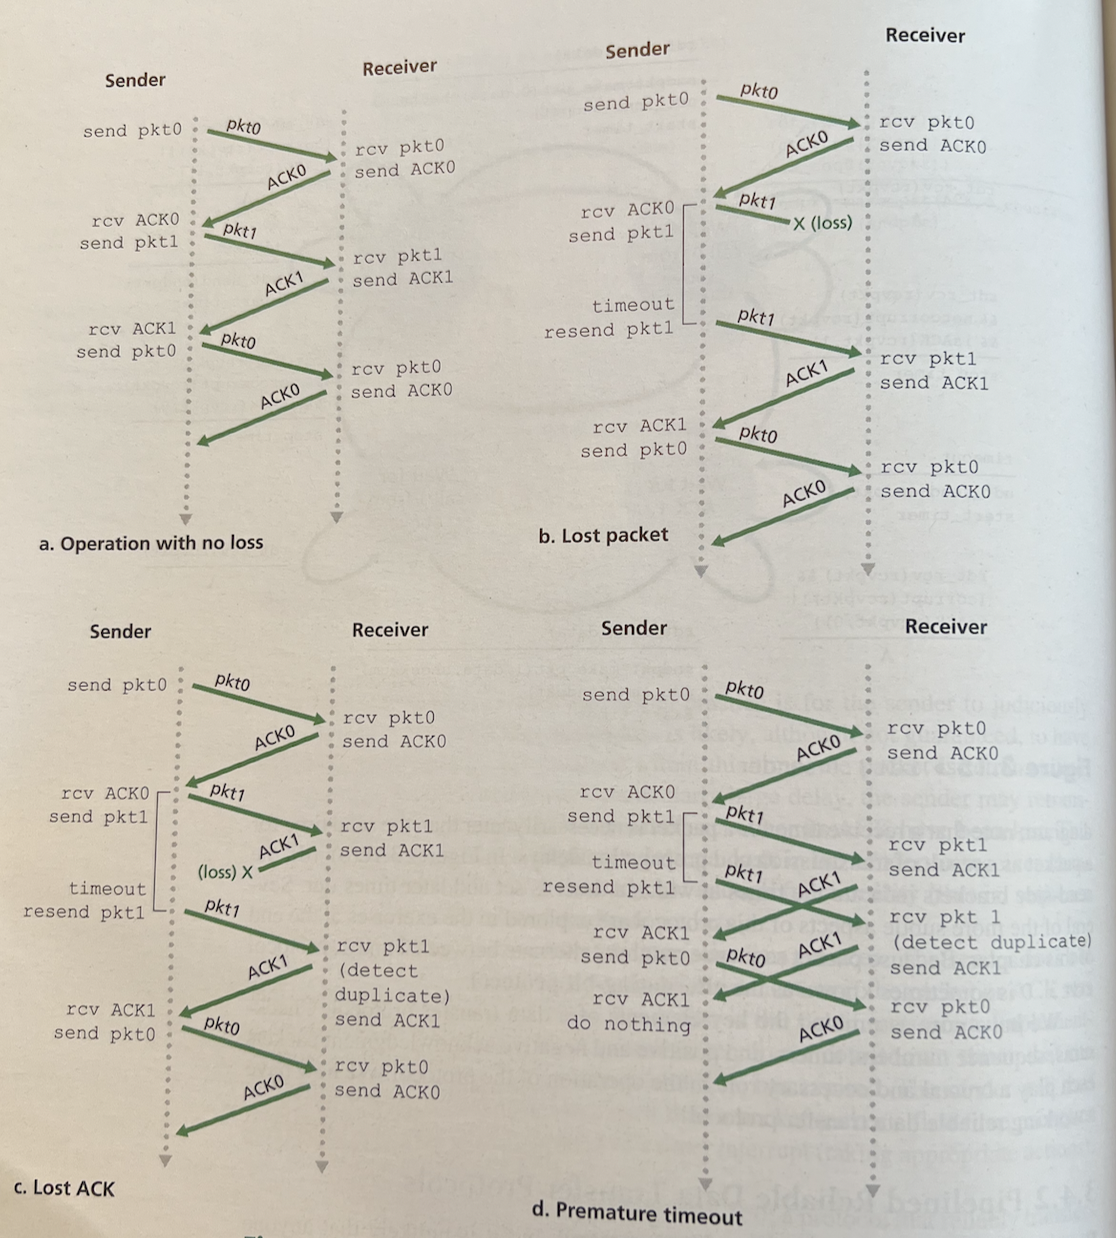 Sender
Receiver
send pkt0
pkt0
rcv pkt0
send ACK0
ACK0
rcv ACK0
send pkt1
pkt1
rcv pkt1
send ACK1
ACK1
rcv ACK1
send pkt0
pkt0
rcv pkt0
send ACK0
ACK0
a. Operation with no loss
Sender
Receiver
send pkt0
pkt0
rcv pkt0
send ACK0
ACK0
rcv ACK0
send pkt1
pkt1
X (loss)
timeout
resend pkt1
pkt1
rcv pkt1
send ACK1
ACK1
rcv ACK1
send pkt0
pkt0
rcv pkt0
send ACK0
ACK0
b. Lost packet
Sender
Receiver
send pkt0
pkt0
rcv pkt0
send ACK0
ACK0
rcv ACK0
send pkt1
pkt1
rcv pkt1
send ACK1
ACK1
(loss) X
timeout
resend pkt1
pkt1
rcv pkt1
(detect
duplicate)
send ACK1
ACK1
rcv ACK1
send pkt0
pkt0
rcv pkt0
send ACK0
ACK0
c. Lost ACK
Sender
Receiver
send pkt0
pkt0
rcv pkt0
send ACK0
ACK0
rcv ACK0
send pkt1
pkt1
rcv pkt1
send ACK1
timeout
resend pkt1
pkt1
ACK1
rcv pkt 1
(detect duplicate)
send ACK1
rcv ACK1
send pkt0
pkt0
ACK1
rcv pkt0
send ACK0
rcv ACK1
do nothing
ACK0
d. Premature timeout